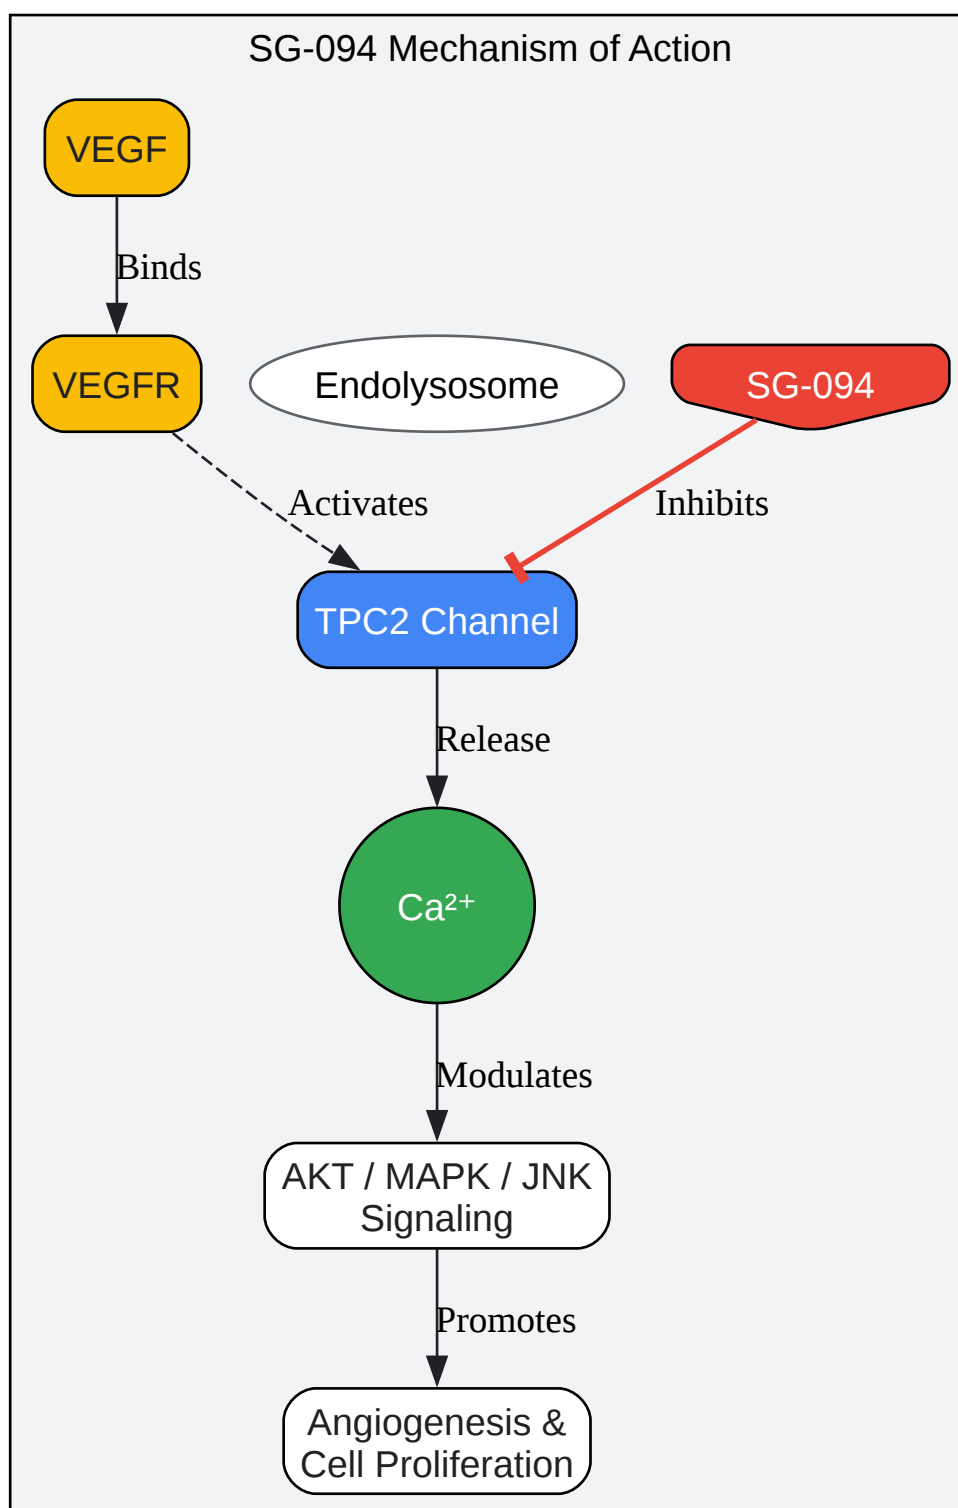 SG-094 Mechanism of Action
VEGF
Binds
VEGFR
Endolysosome
SG-094
Activates
Inhibits
TPC2 Channel
Release
Ca²⁺
Modulates
AKT / MAPK / JNK
Signaling
Promotes
Angiogenesis &
Cell Proliferation